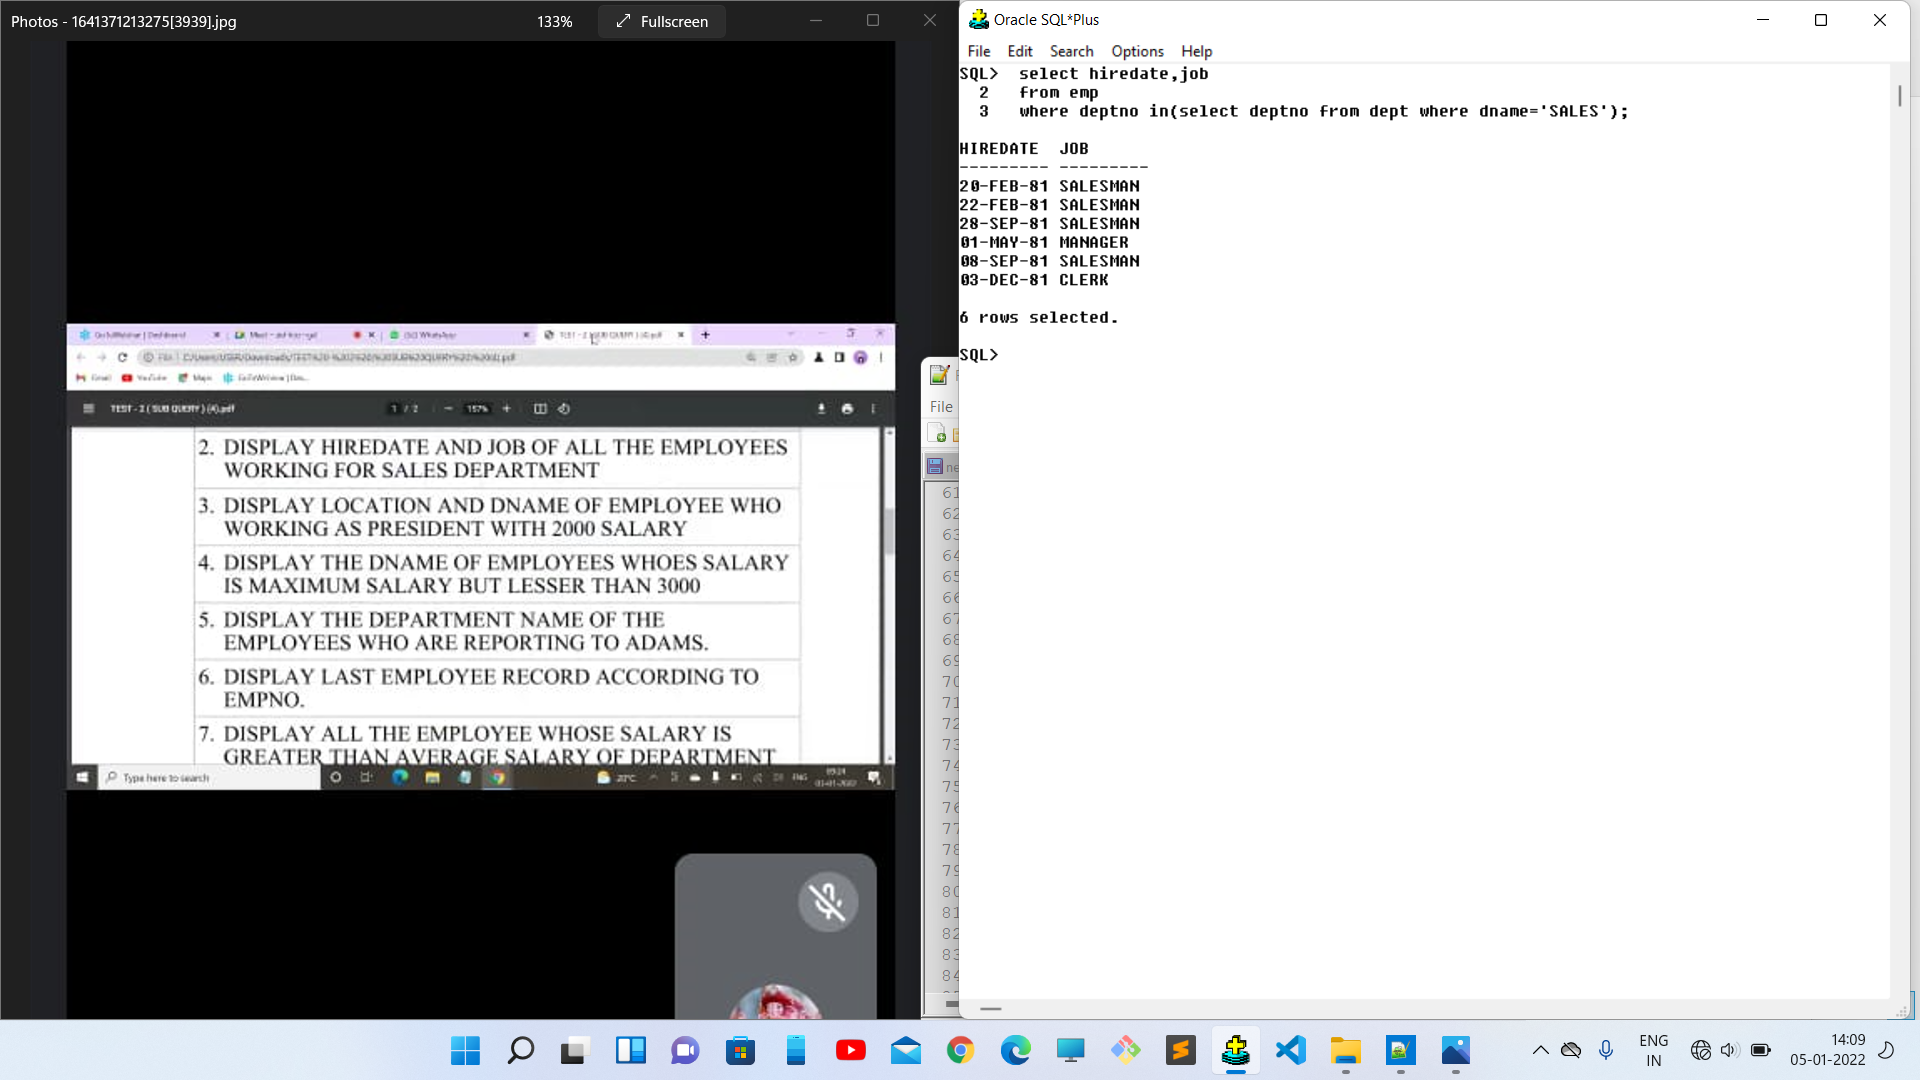 Photos - 1641371213275[3939].jpg
133%
Fullscreen
TEST - 2 ( SUB QUERY ) (4).pdf
1 / 2
157%
2. DISPLAY HIREDATE AND JOB OF ALL THE EMPLOYEES
WORKING FOR SALES DEPARTMENT
3. DISPLAY LOCATION AND DNAME OF EMPLOYEE WHO
WORKING AS PRESIDENT WITH 2000 SALARY
4. DISPLAY THE DNAME OF EMPLOYEES WHOES SALARY
IS MAXIMUM SALARY BUT LESSER THAN 3000
5. DISPLAY THE DEPARTMENT NAME OF THE
EMPLOYEES WHO ARE REPORTING TO ADAMS.
6. DISPLAY LAST EMPLOYEE RECORD ACCORDING TO
EMPNO.
7. DISPLAY ALL THE EMPLOYEE WHOSE SALARY IS
GREATER THAN AVERAGE SALARY OF DEPARTMENT
Type here to search
File
61
62
63
64
65
66
67
68
69
70
71
72
73
74
75
76
77
78
79
80
81
82
83
84
Oracle SQL*Plus
File Edit Search Options Help
SQL> select hiredate,job
2 from emp
3 where deptno in(select deptno from dept where dname='SALES');
HIREDATE JOB
--------- ---------
20-FEB-81 SALESMAN
22-FEB-81 SALESMAN
28-SEP-81 SALESMAN
01-MAY-81 MANAGER
08-SEP-81 SALESMAN
03-DEC-81 CLERK
6 rows selected.
SQL>
ENG
IN
14:09
05-01-2022